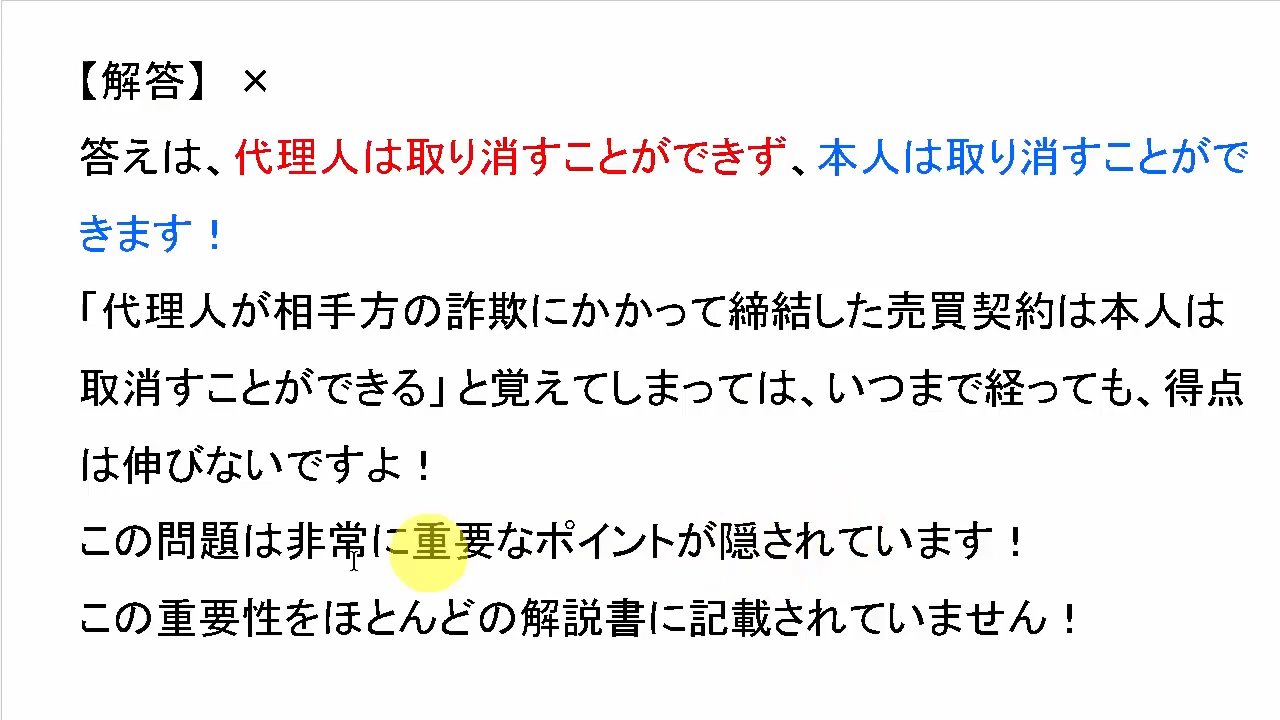 【解答】 ×
答えは、代理人は取り消すことができず、本人は取り消すことがで
きます！
「代理人が相手方の詐欺にかかって締結した売買契約は本人は
取消すことができる」と覚えてしまっては、いつまで経っても、得点
は伸びないですよ！
この問題は非常に重要なポイントが隠されています！
この重要性をほとんどの解説書に記載されていません！